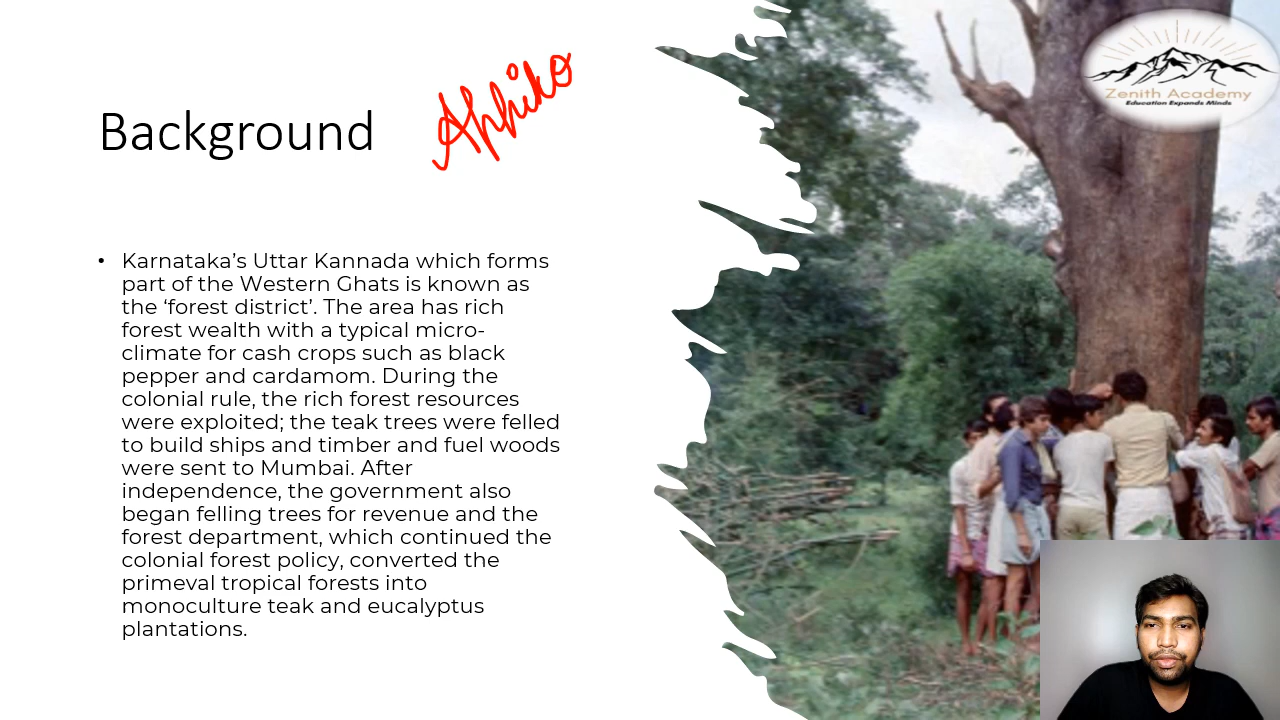 Background
Appiko
• Karnataka’s Uttar Kannada which forms
part of the Western Ghats is known as
the ‘forest district’. The area has rich
forest wealth with a typical micro-
climate for cash crops such as black
pepper and cardamom. During the
colonial rule, the rich forest resources
were exploited; the teak trees were felled
to build ships and timber and fuel woods
were sent to Mumbai. After
independence, the government also
began felling trees for revenue and the
forest department, which continued the
colonial forest policy, converted the
primeval tropical forests into
monoculture teak and eucalyptus
plantations.
Zenith Academy
Education Expands Minds